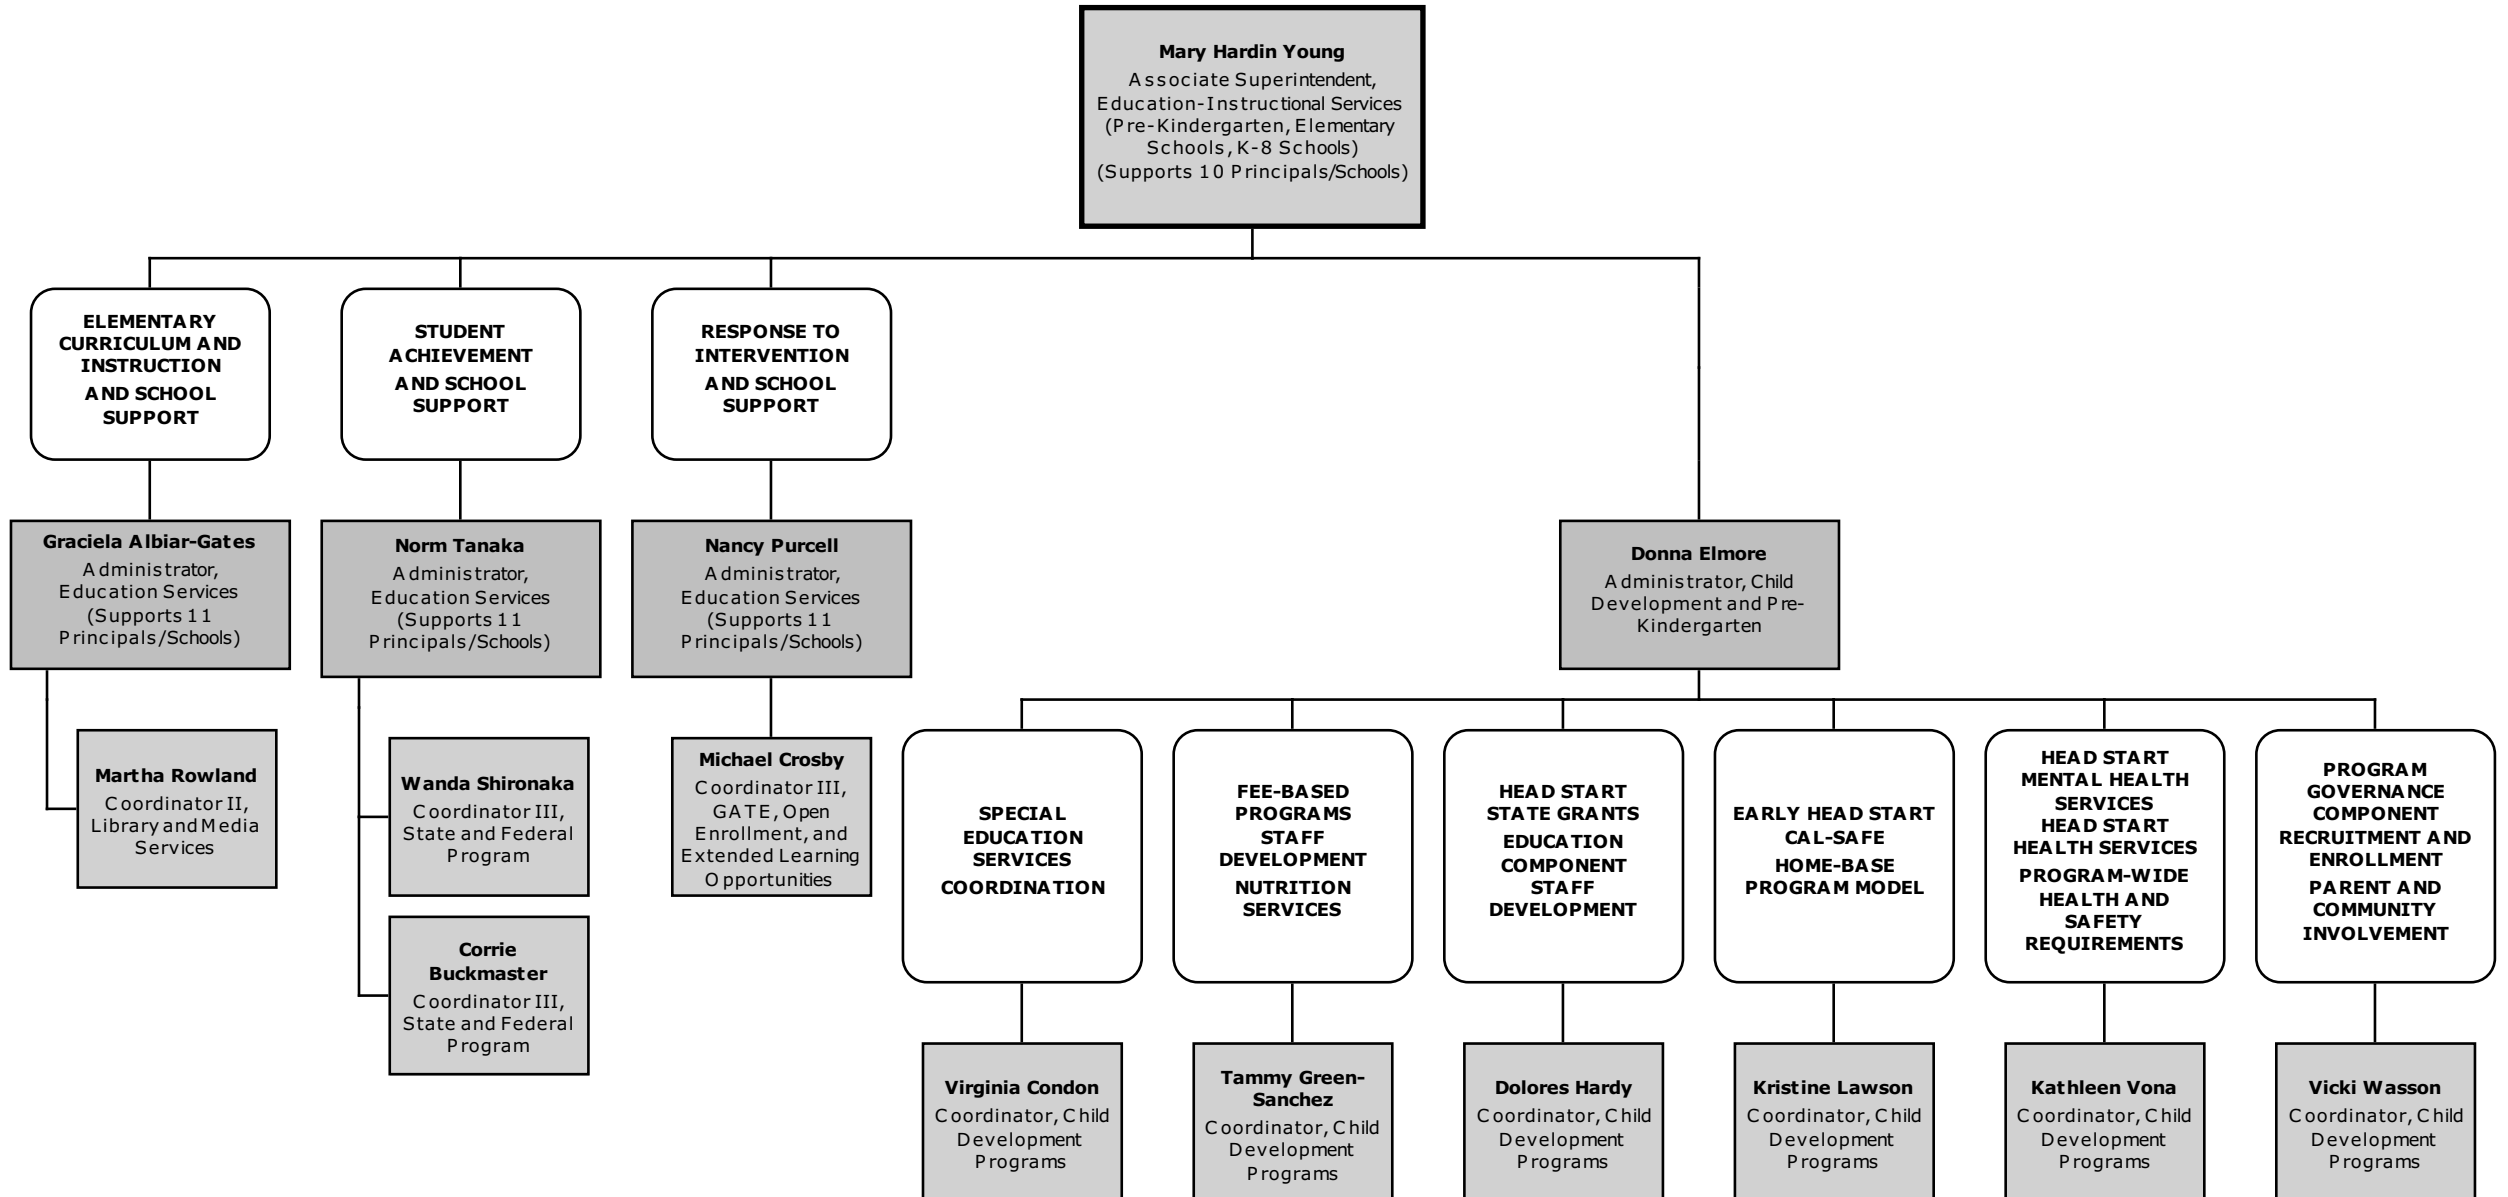 Mary Hardin Young
Associate Superintendent,
Education-Instructional Services
(Pre-Kindergarten, Elementary
Schools, K-8 Schools)
(Supports 10 Principals/Schools)
ELEMENTARY
CURRICULUM AND
INSTRUCTION
AND SCHOOL
SUPPORT
STUDENT
ACHIEVEMENT
AND SCHOOL
SUPPORT
RESPONSE TO
INTERVENTION
AND SCHOOL
SUPPORT
Graciela Albiar-Gates
Administrator,
Education Services
(Supports 11
Principals/Schools)
Norm Tanaka
Administrator,
Education Services
(Supports 11
Principals/Schools)
Nancy Purcell
Administrator,
Education Services
(Supports 11
Principals/Schools)
Donna Elmore
Administrator, Child
Development and Pre-
Kindergarten
Martha Rowland
Coordinator II,
Library and Media
Services
Wanda Shironaka
Coordinator III,
State and Federal
Program
Corrie
Buckmaster
Coordinator III,
State and Federal
Program
Michael Crosby
Coordinator III,
GATE, Open
Enrollment, and
Extended Learning
Opportunities
SPECIAL
EDUCATION
SERVICES
COORDINATION
FEE-BASED
PROGRAMS
STAFF
DEVELOPMENT
NUTRITION
SERVICES
HEAD START
STATE GRANTS
EDUCATION
COMPONENT
STAFF
DEVELOPMENT
EARLY HEAD START
CAL-SAFE
HOME-BASE
PROGRAM MODEL
HEAD START
MENTAL HEALTH
SERVICES
HEAD START
HEALTH SERVICES
PROGRAM-WIDE
HEALTH AND
SAFETY
REQUIREMENTS
PROGRAM
GOVERNANCE
COMPONENT
RECRUITMENT AND
ENROLLMENT
PARENT AND
COMMUNITY
INVOLVEMENT
Virginia Condon
Coordinator, Child
Development
Programs
Tammy Green-
Sanchez
Coordinator, Child
Development
Programs
Dolores Hardy
Coordinator, Child
Development
Programs
Kristine Lawson
Coordinator, Child
Development
Programs
Kathleen Vona
Coordinator, Child
Development
Programs
Vicki Wasson
Coordinator, Child
Development
Programs